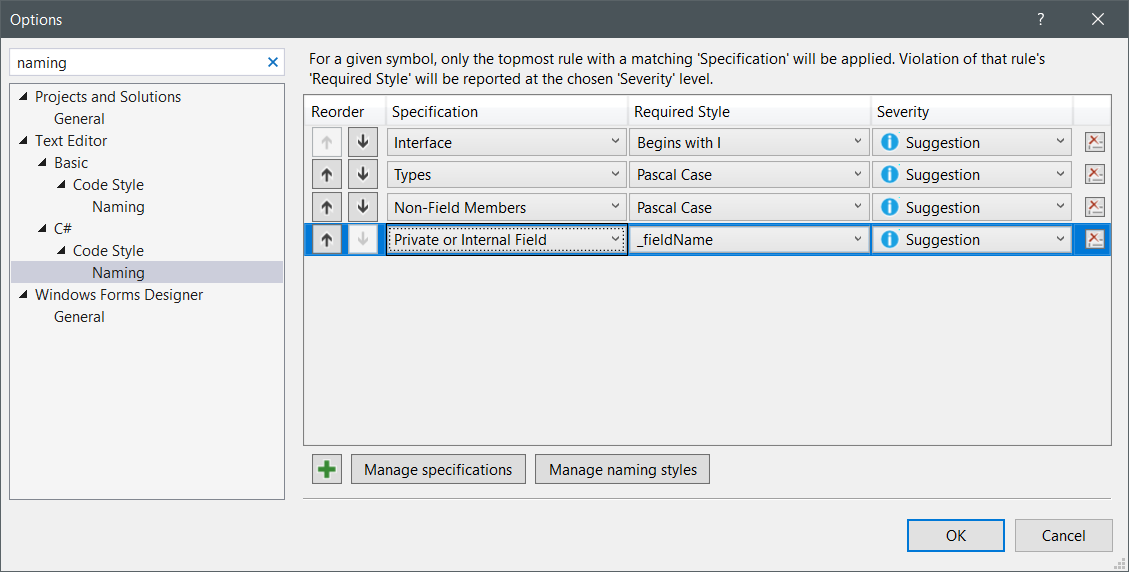 Options
?
naming
Projects and Solutions
General
Text Editor
Basic
Code Style
Naming
C#
Code Style
Naming
Windows Forms Designer
General
For a given symbol, only the topmost rule with a matching 'Specification' will be applied. Violation of that rule's
'Required Style' will be reported at the chosen 'Severity' level.
Reorder Specification Required Style Severity
Interface Begins with I Suggestion
Types Pascal Case Suggestion
Non-Field Members Pascal Case Suggestion
Private or Internal Field _fieldName Suggestion
Manage specifications Manage naming styles
OK Cancel